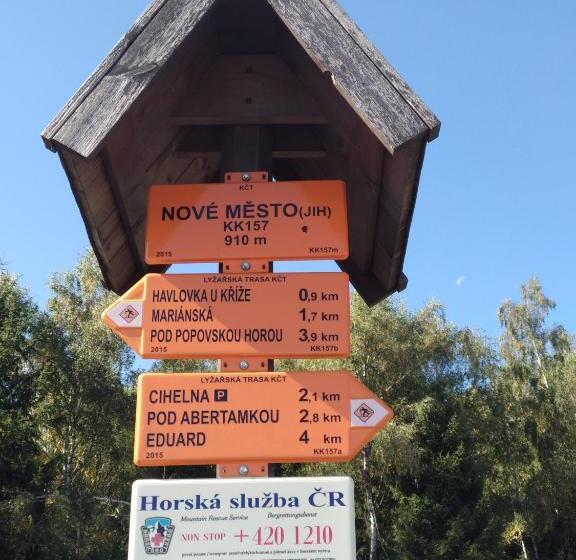 KČT
NOVÉ MĚSTO(JIH)
KK157
910 m
2015 KK157m
LYŽAŘSKÁ TRASA KČT
HAVLOVKA U KŘÍŽE 0,9 km
MARIÁNSKÁ 1,7 km
POD POPOVSKOU HOROU 3,9 km
2015 KK157b
LYŽAŘSKÁ TRASA KČT
CIHELNA P 2,1 km
POD ABERTAMKOU 2,8 km
EDUARD 4 km
2015 KK157a
Horská služba ČR
Mountain Rescue Service Bergrettungsdienst
NON STOP +420 1210